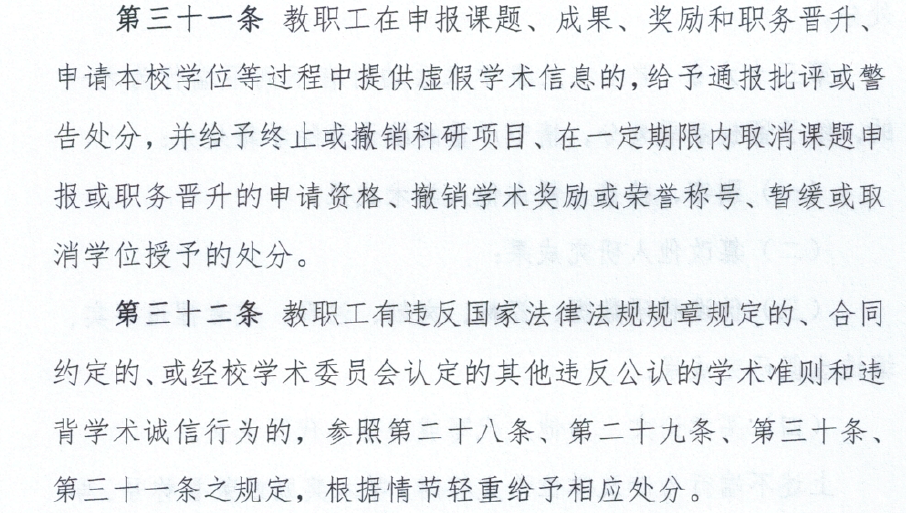 第三十一条 教职工在申报课题、成果、奖励和职务晋升、
申请本校学位等过程中提供虚假学术信息的,给予通报批评或警
告处分,并给予终止或撤销科研项目、在一定期限内取消课题申
报或职务晋升的申请资格、撤销学术奖励或荣誉称号、暂缓或取
消学位授予的处分。
第三十二条 教职工有违反国家法律法规规章规定的、合同
约定的、或经校学术委员会认定的其他违反公认的学术准则和违
背学术诚信行为的,参照第二十八条、第二十九条、第三十条、
第三十一条之规定,根据情节轻重给予相应处分。